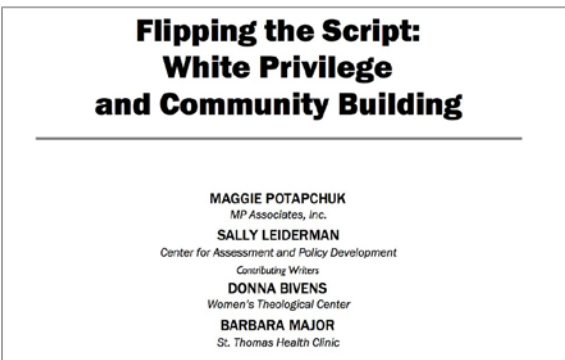 Flipping the Script:
White Privilege
and Community Building
MAGGIE POTAPCHUK
MP Associates, Inc.
SALLY LEIDERMAN
Center for Assessment and Policy Development
Contributing Writers
DONNA BIVENS
Women's Theological Center
BARBARA MAJOR
St. Thomas Health Clinic